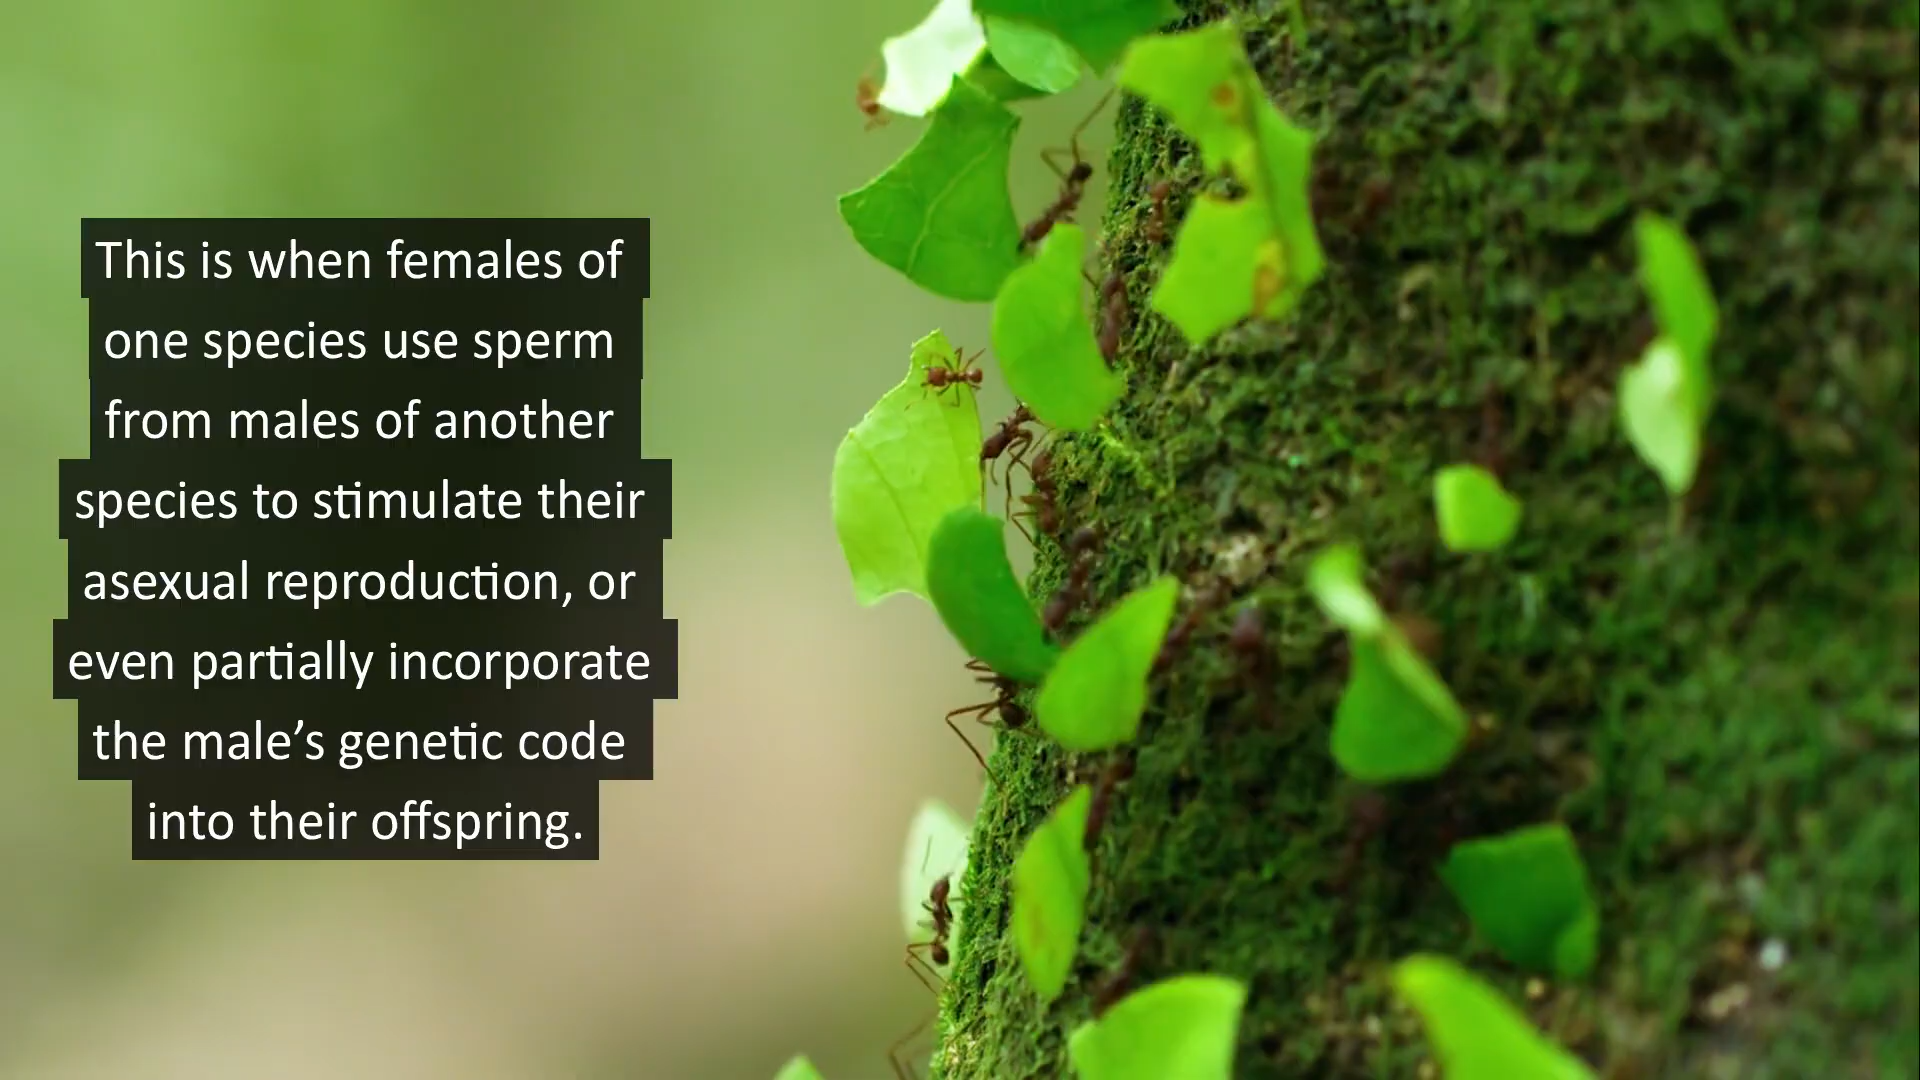 This is when females of
one species use sperm
from males of another
species to stimulate their
asexual reproduction, or
even partially incorporate
the male’s genetic code
into their offspring.